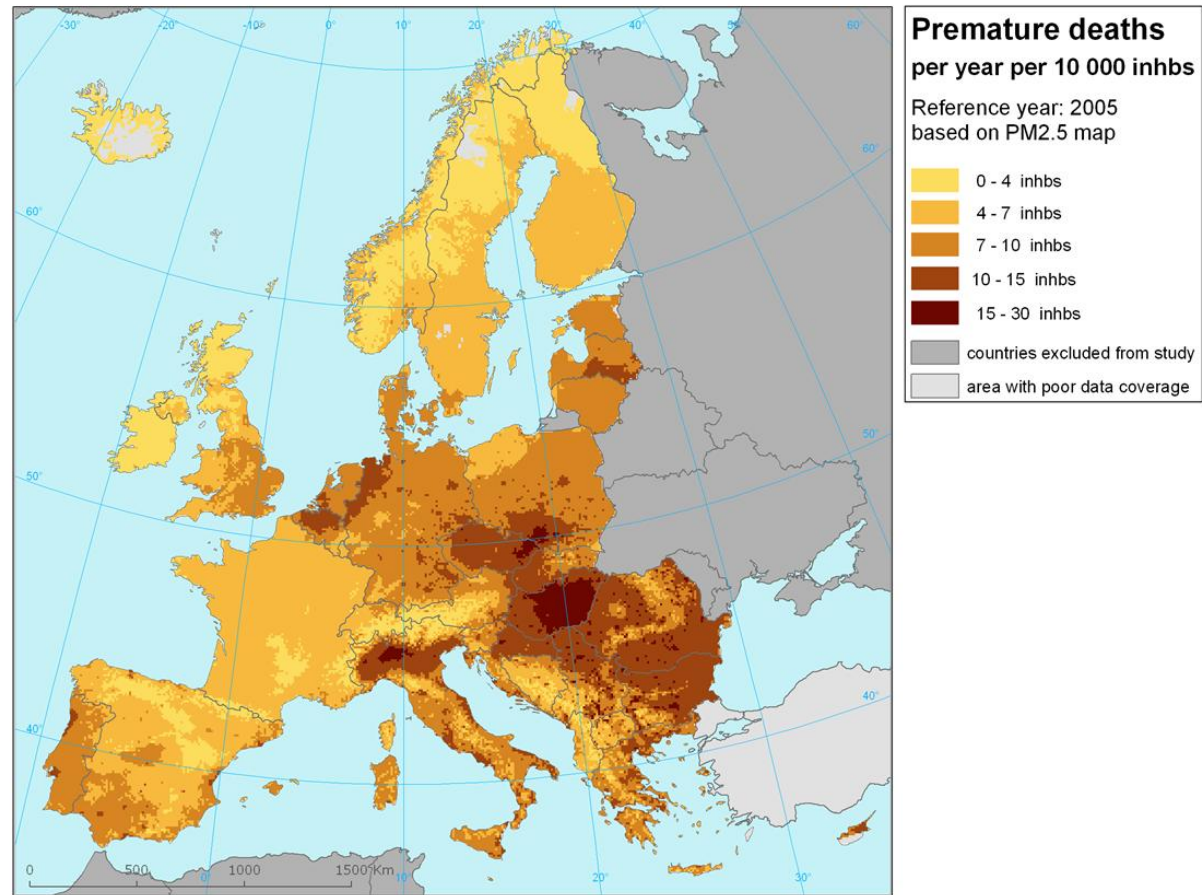 -30°
-20°
-10°
0°
10°
20°
30°
40°
50°
60°
60°
60°
50°
50°
40°
40°
0
500
1000
1500 Km
0°
10°
20°
30°
Premature deaths
per year per 10 000 inhbs
Reference year: 2005
based on PM2.5 map
0 - 4 inhbs
4 - 7 inhbs
7 - 10 inhbs
10 - 15 inhbs
15 - 30 inhbs
countries excluded from study
area with poor data coverage